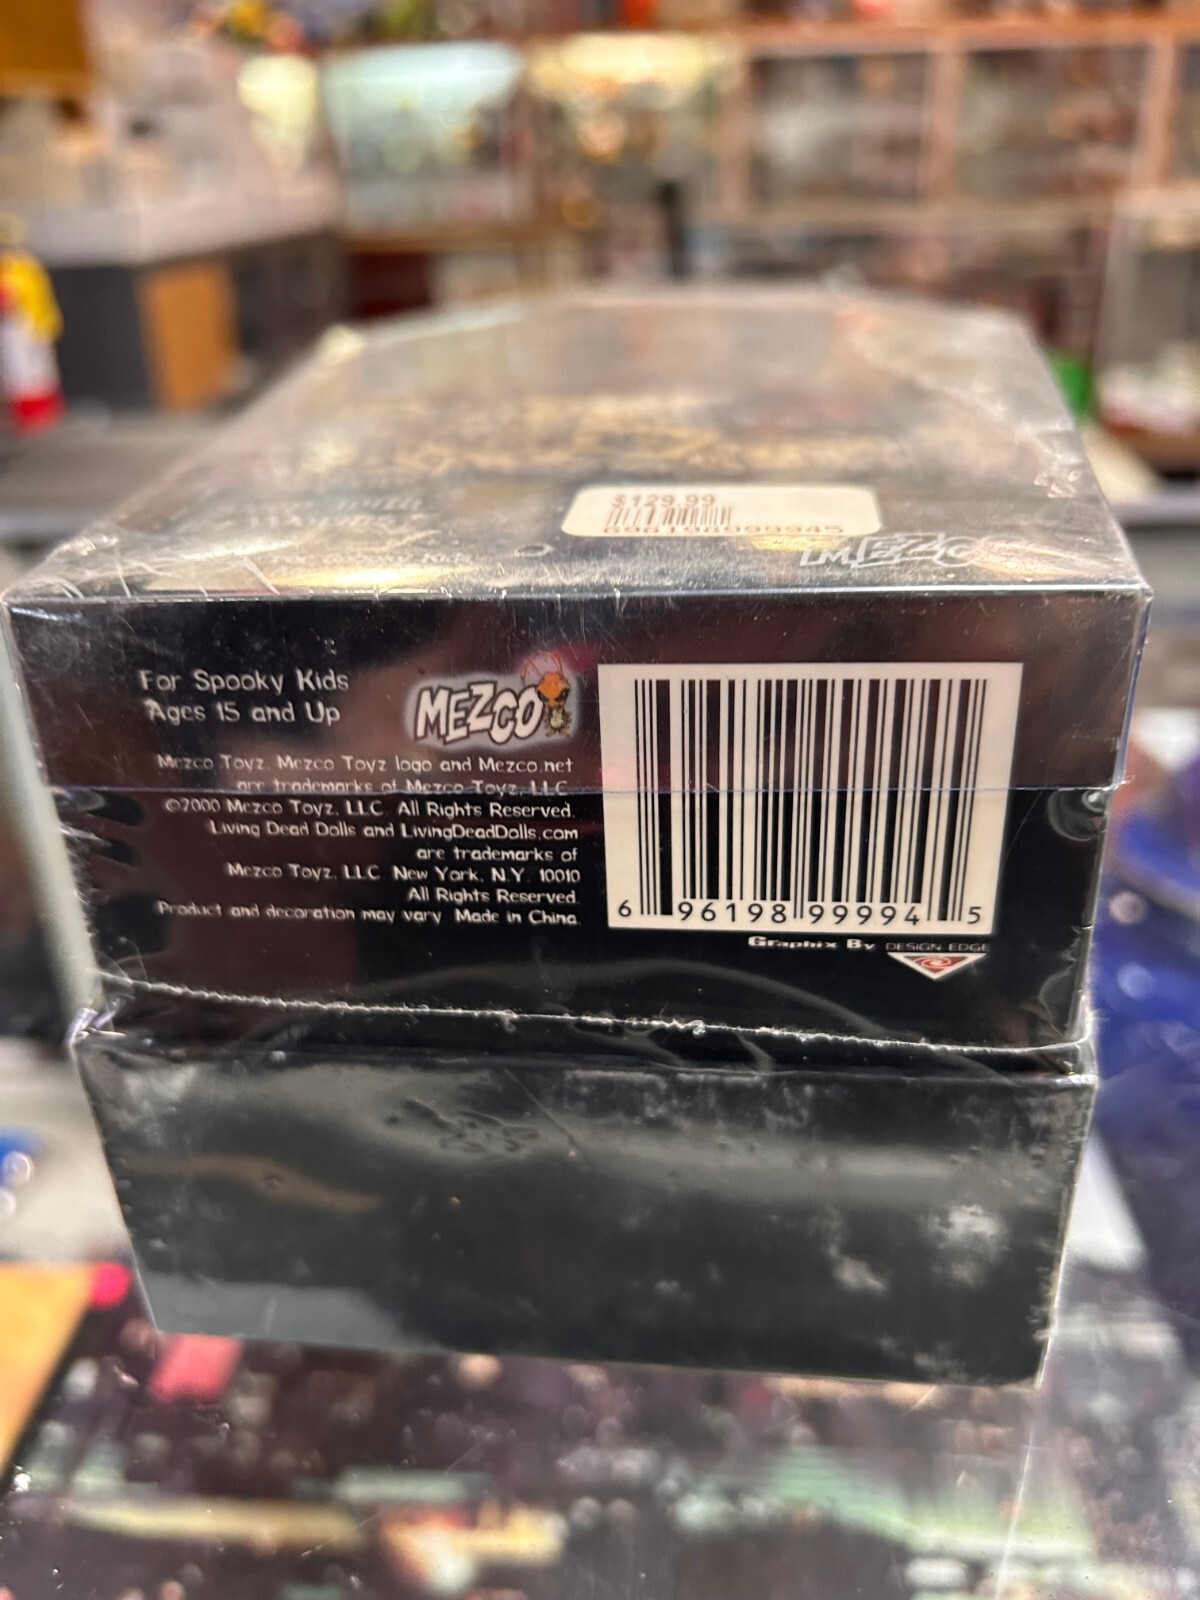 $129.99
696198999945
MEZCO
For Spooky Kids
Ages 15 and Up
MEZCO
Mezco Toyz, Mezco Toyz logo and Mezco.net
are trademarks of Mezco Toyz, LLC
©2000 Mezco Toyz, LLC All Rights Reserved.
Living Dead Dolls and LivingDeadDolls.com
are trademarks of
Mezco Toyz, LLC New York, N.Y. 10010
All Rights Reserved.
Product and decoration may vary Made in China.
6 96198 99994 5
Graphix By DESIGN EDGE